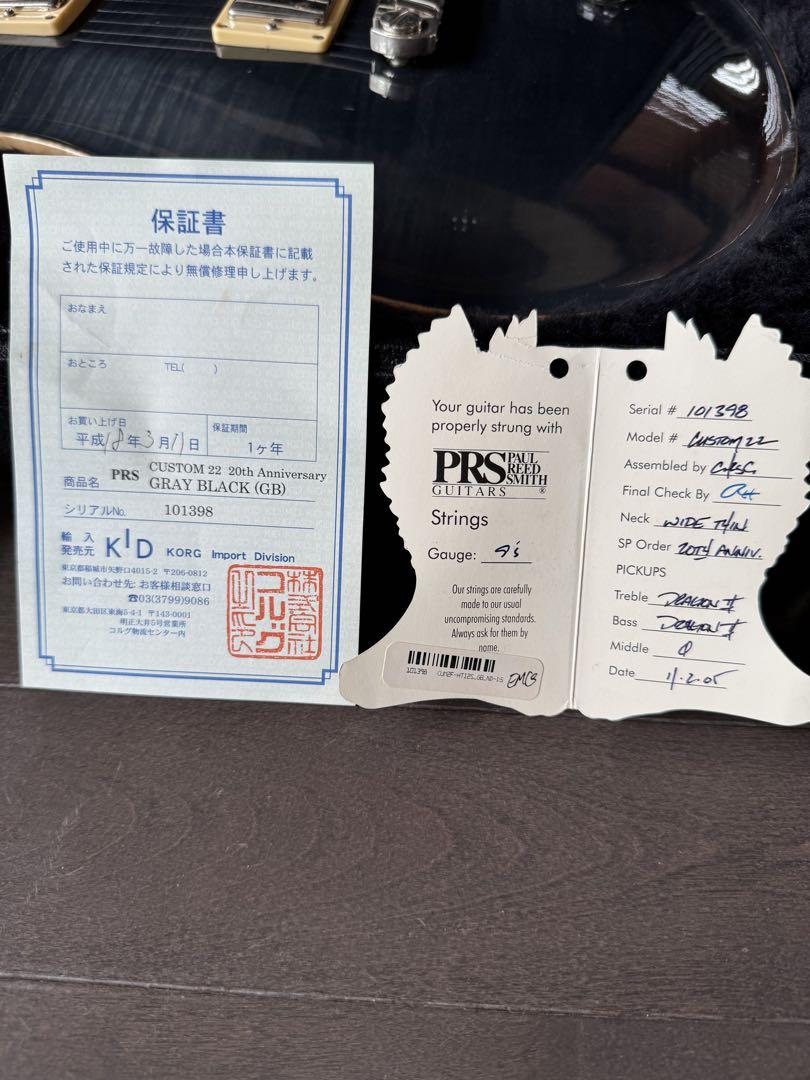 保証書
ご使用中に万一故障した場合本保証書に記載
された保証規定により無償修理申し上げます。
おなまえ
おところ TEL( )
お買い上げ日
平成18年3月11日
保証期間
1ヶ年
商品名 PRS CUSTOM 22 20th Anniversary
GRAY BLACK (GB)
シリアルNo. 101398
輸入
発売元 KID KORG Import Division
東京都稲城市矢野口4015-2 〒206-0812
お問い合わせ先: お客様相談窓口
☎03(3799)9086
東京都大田区東海5-4-1 〒143-0001
明正大井5号営業所
コルグ物流センター内
株式会社
コルグ
Your guitar has been
properly strung with
PRS PAUL
REED
SMITH
GUITARS ®
Strings
Gauge: 9's
Our strings are carefully
made to our usual
uncompromising standards.
Always ask for them by
name.
101398
Serial # 101398
Model # CUSTOM 22
Assembled by
Final Check By
Neck WIDE THIN
SP Order 20TH ANNIV.
PICKUPS
Treble DRAGON II
Bass DRAGON II
Middle
Date 11.2.05